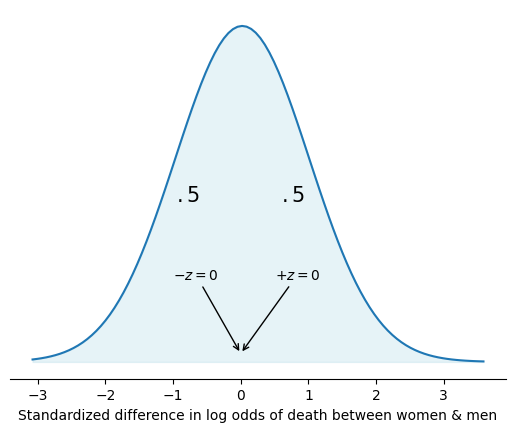 .5 .5
−z = 0 +z = 0
−3 −2 −1 0 1 2 3
Standardized difference in log odds of death between women & men